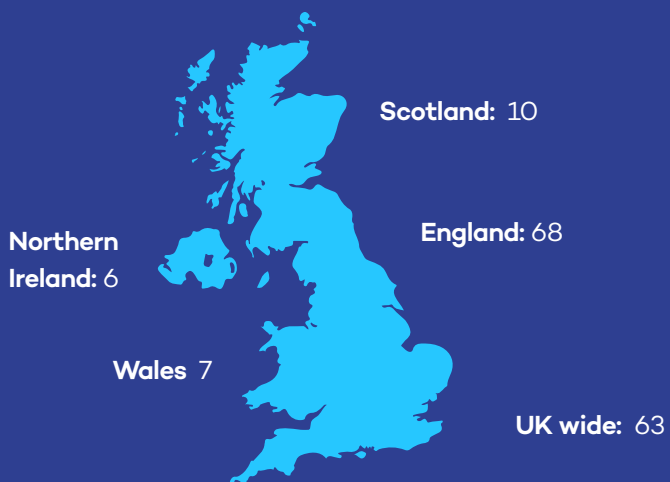 Scotland: 10
England: 68
Northern
Ireland: 6
Wales 7
UK wide: 63